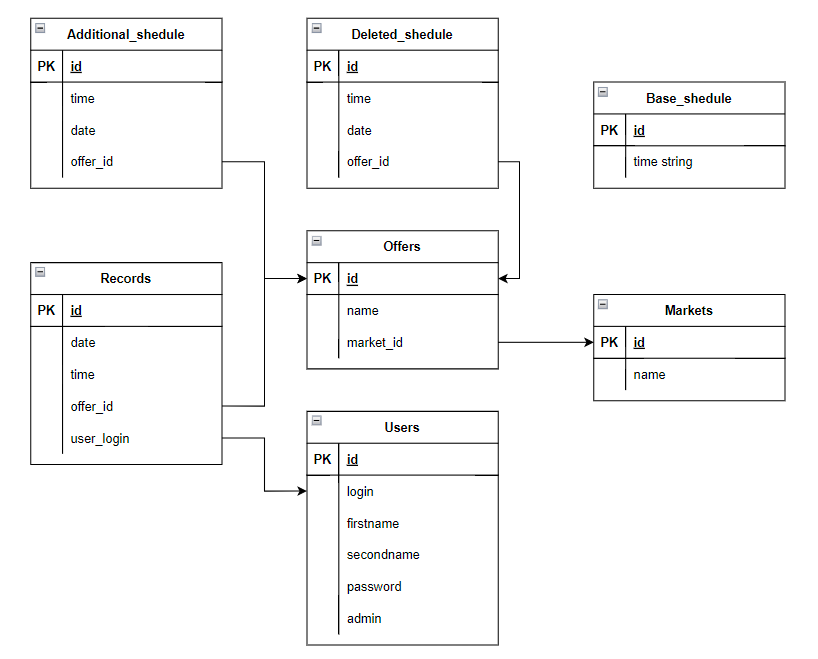 Additional_shedule
PK id
time
date
offer_id
Deleted_shedule
PK id
time
date
offer_id
Base_shedule
PK id
time string
Records
PK id
date
time
offer_id
user_login
Offers
PK id
name
market_id
Markets
PK id
name
Users
PK id
login
firstname
secondname
password
admin